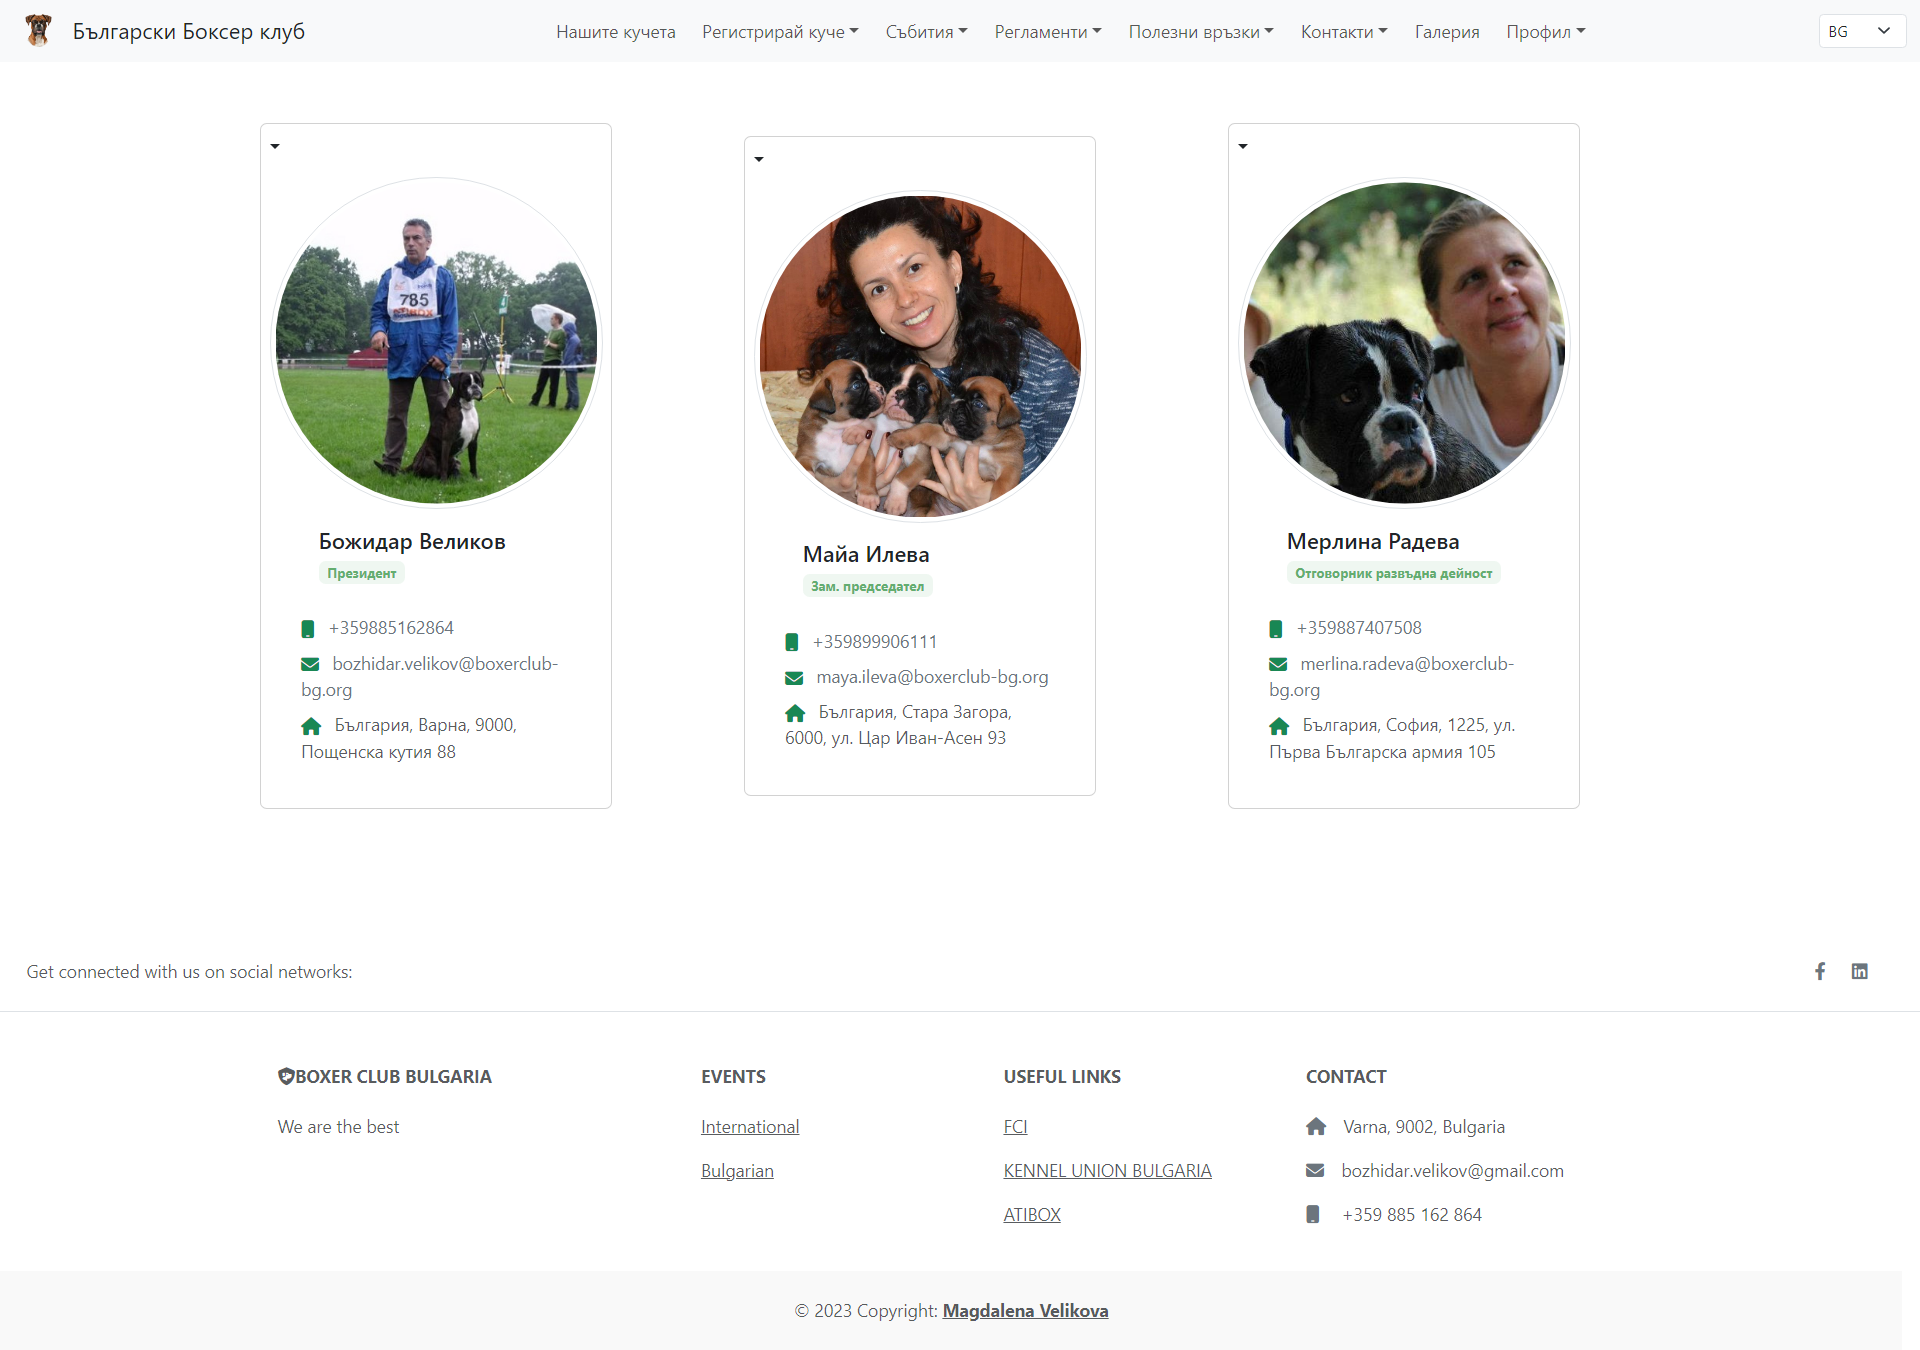 Български Боксер клуб
Нашите кучета
Регистрирай куче
Събития
Регламенти
Полезни връзки
Контакти
Галерия
Профил
BG
785
Божидар Великов
Президент
+359885162864
bozhidar.velikov@boxerclub-
bg.org
България, Варна, 9000,
Пощенска кутия 88
Майа Илева
Зам. председател
+359899906111
maya.ileva@boxerclub-bg.org
България, Стара Загора,
6000, ул. Цар Иван-Асен 93
Мерлина Радева
Отговорник развъдна дейност
+359887407508
merlina.radeva@boxerclub-
bg.org
България, София, 1225, ул.
Първа Българска армия 105
Get connected with us on social networks:
BOXER CLUB BULGARIA
We are the best
EVENTS
International
Bulgarian
USEFUL LINKS
FCI
KENNEL UNION BULGARIA
ATIBOX
CONTACT
Varna, 9002, Bulgaria
bozhidar.velikov@gmail.com
+359 885 162 864
© 2023 Copyright: Magdalena Velikova